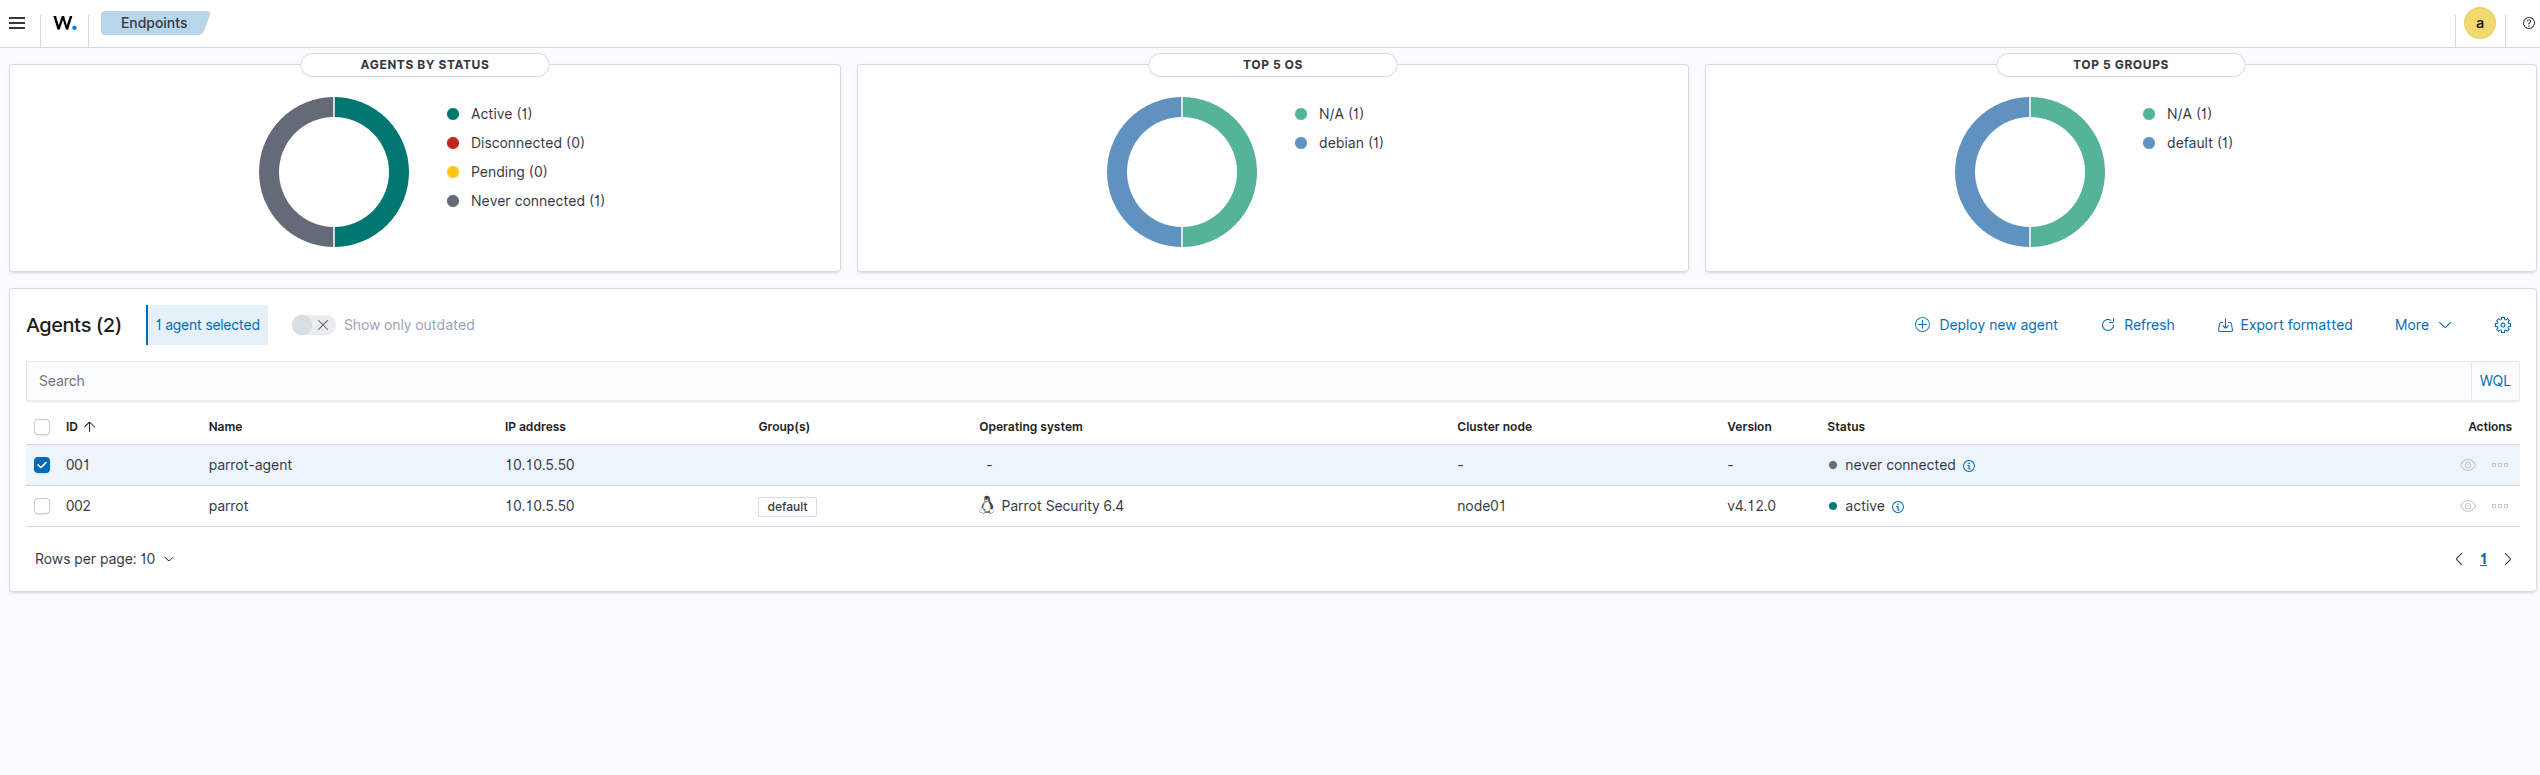 W. Endpoints a
AGENTS BY STATUS
Active (1)
Disconnected (0)
Pending (0)
Never connected (1)
TOP 5 OS
N/A (1)
debian (1)
TOP 5 GROUPS
N/A (1)
default (1)
Agents (2) 1 agent selected Show only outdated Deploy new agent Refresh Export formatted More
Search WQL
ID Name IP address Group(s) Operating system Cluster node Version Status Actions
001 parrot-agent 10.10.5.50 - - - never connected
002 parrot 10.10.5.50 default Parrot Security 6.4 node01 v4.12.0 active
Rows per page: 10 1